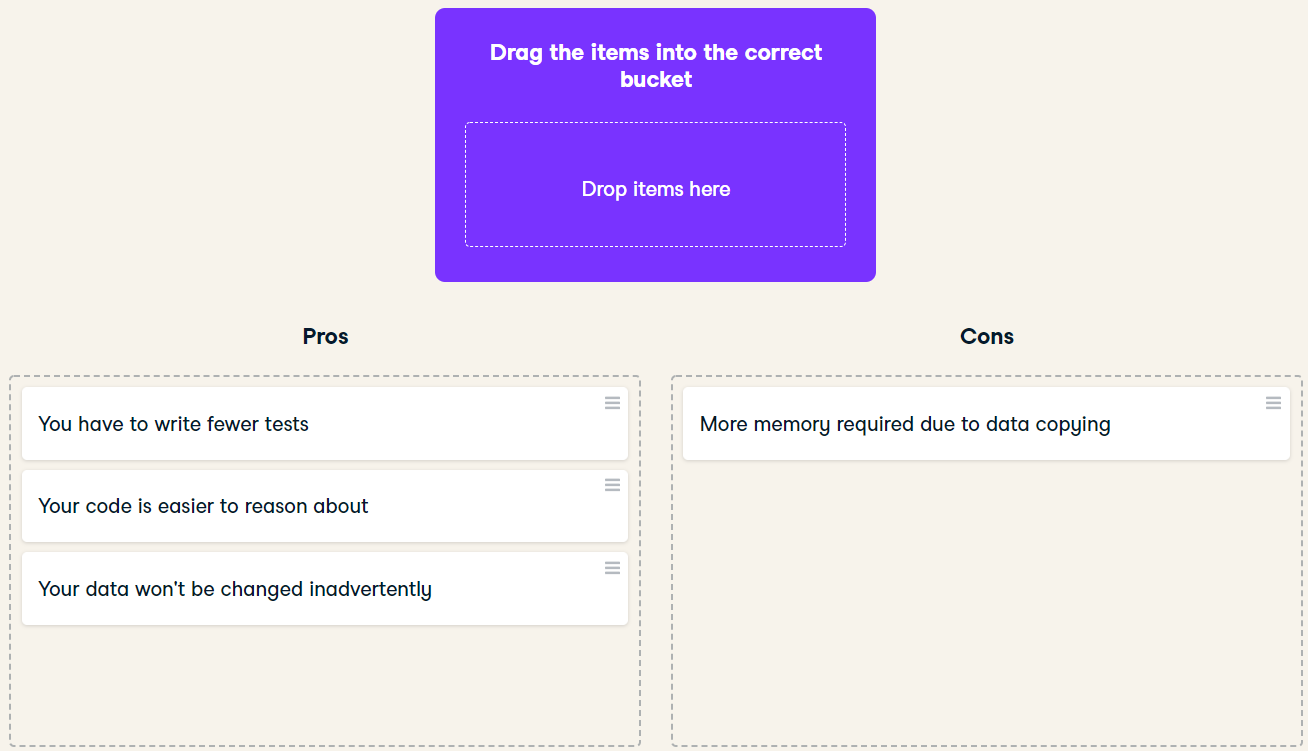 Drag the items into the correct
bucket
Drop items here
Pros
Cons
You have to write fewer tests
Your code is easier to reason about
Your data won't be changed inadvertently
More memory required due to data copying